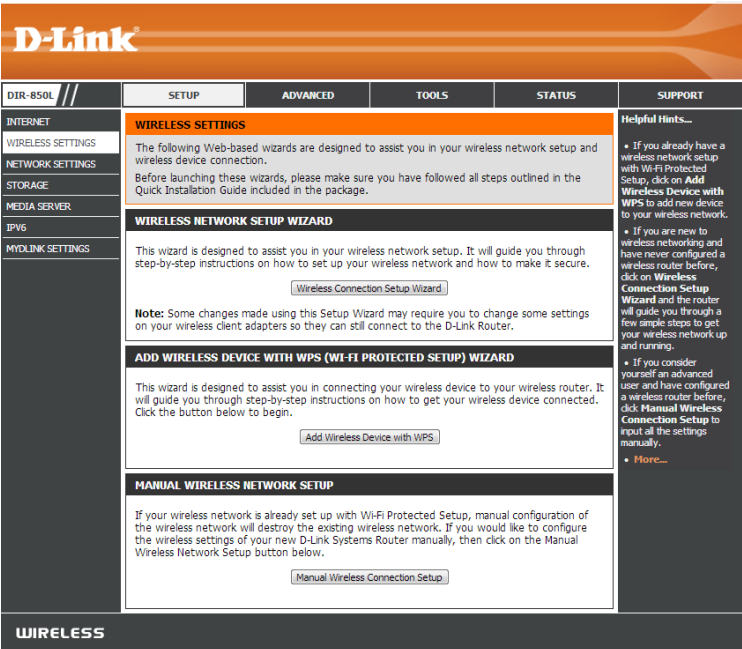 D-Link
DIR-850L
SETUP
ADVANCED
TOOLS
STATUS
SUPPORT
INTERNET
WIRELESS SETTINGS
NETWORK SETTINGS
STORAGE
MEDIA SERVER
IPV6
MYDLINK SETTINGS
WIRELESS SETTINGS
The following Web-based wizards are designed to assist you in your wireless network setup and
wireless device connection.
Before launching these wizards, please make sure you have followed all steps outlined in the
Quick Installation Guide included in the package.
WIRELESS NETWORK SETUP WIZARD
This wizard is designed to assist you in your wireless network setup. It will guide you through
step-by-step instructions on how to set up your wireless network and how to make it secure.
Wireless Connection Setup Wizard
Note: Some changes made using this Setup Wizard may require you to change some settings
on your wireless client adapters so they can still connect to the D-Link Router.
ADD WIRELESS DEVICE WITH WPS (WI-FI PROTECTED SETUP) WIZARD
This wizard is designed to assist you in connecting your wireless device to your wireless router. It
will guide you through step-by-step instructions on how to get your wireless device connected.
Click the button below to begin.
Add Wireless Device with WPS
MANUAL WIRELESS NETWORK SETUP
If your wireless network is already set up with Wi-Fi Protected Setup, manual configuration of
the wireless network will destroy the existing wireless network. If you would like to configure
the wireless settings of your new D-Link Systems Router manually, then click on the Manual
Wireless Network Setup button below.
Manual Wireless Connection Setup
Helpful Hints...
• If you already have a
wireless network setup
with Wi-Fi Protected
Setup, click on Add
Wireless Device with
WPS to add new device
to your wireless network.
• If you are new to
wireless networking and
have never configured a
wireless router before,
click on Wireless
Connection Setup
Wizard and the router
will guide you through a
few simple steps to get
your wireless network up
and running.
• If you consider
yourself an advanced
user and have configured
a wireless router before,
click Manual Wireless
Connection Setup to
input all the settings
manually.
• More...
WIRELESS